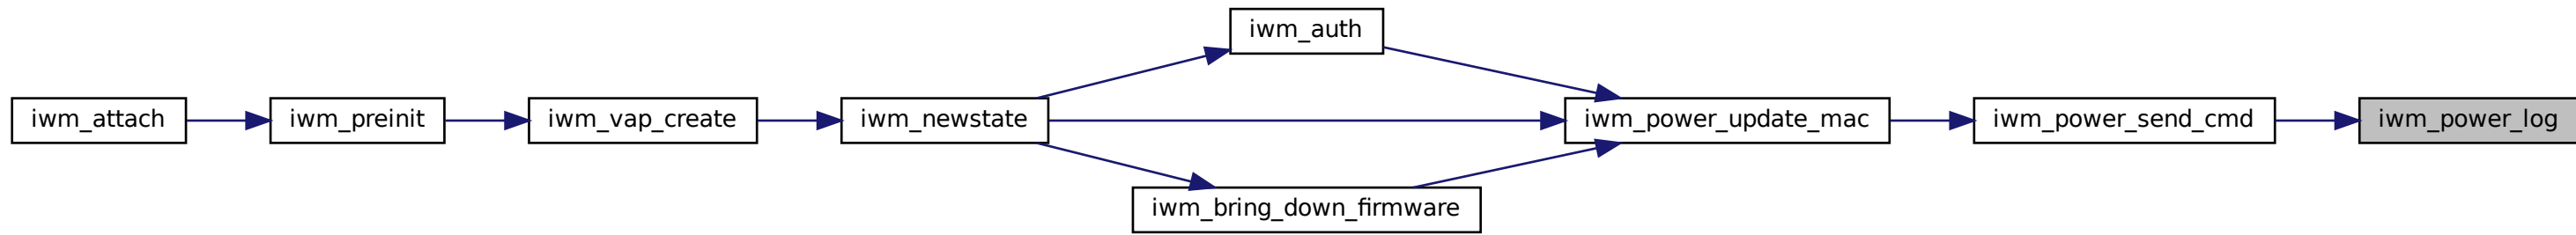 iwm_auth
iwm_attach
iwm_preinit
iwm_vap_create
iwm_newstate
iwm_power_update_mac
iwm_power_send_cmd
iwm_power_log
iwm_bring_down_firmware